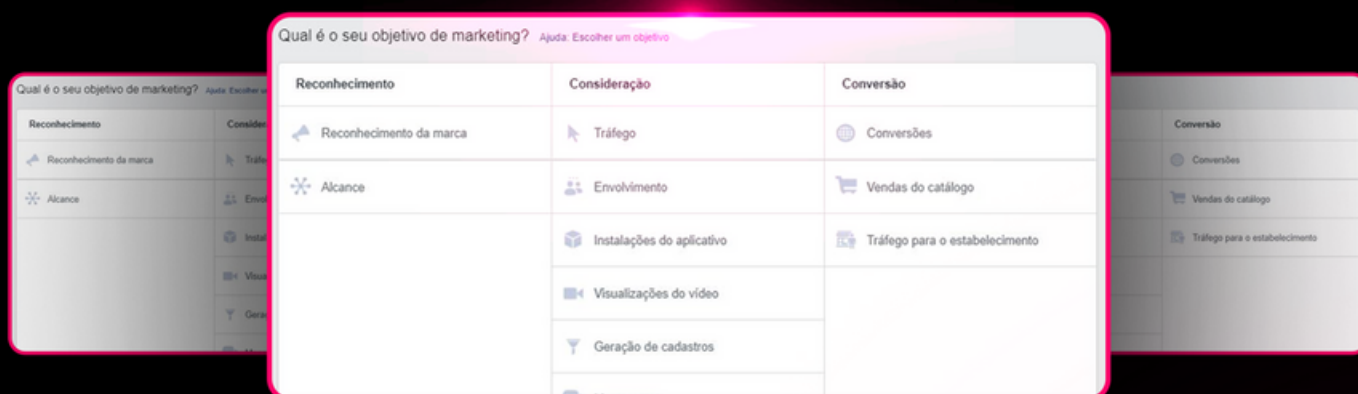 Qual é o seu objetivo de marketing? Ajuda: Escolher um objetivo
Reconhecimento
Consideração
Conversão
Reconhecimento da marca
Tráfego
Conversões
Alcance
Envolvimento
Vendas do catálogo
Instalações do aplicativo
Tráfego para o estabelecimento
Visualizações do vídeo
Geração de cadastros
Qual é o seu objetivo de marketing? Ajuda: Escolher
Reconhecimento
Reconhecimento da marca
Alcance
Conversão
Conversões
Vendas do catálogo
Tráfego para o estabelecimento